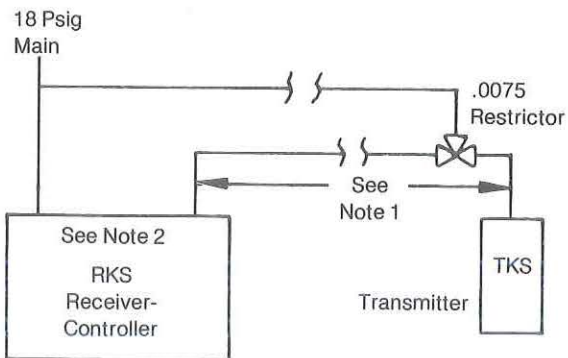 18 Psig
Main
.0075
Restrictor
See
Note 1
See Note 2
RKS
Receiver-
Controller
TKS
Transmitter